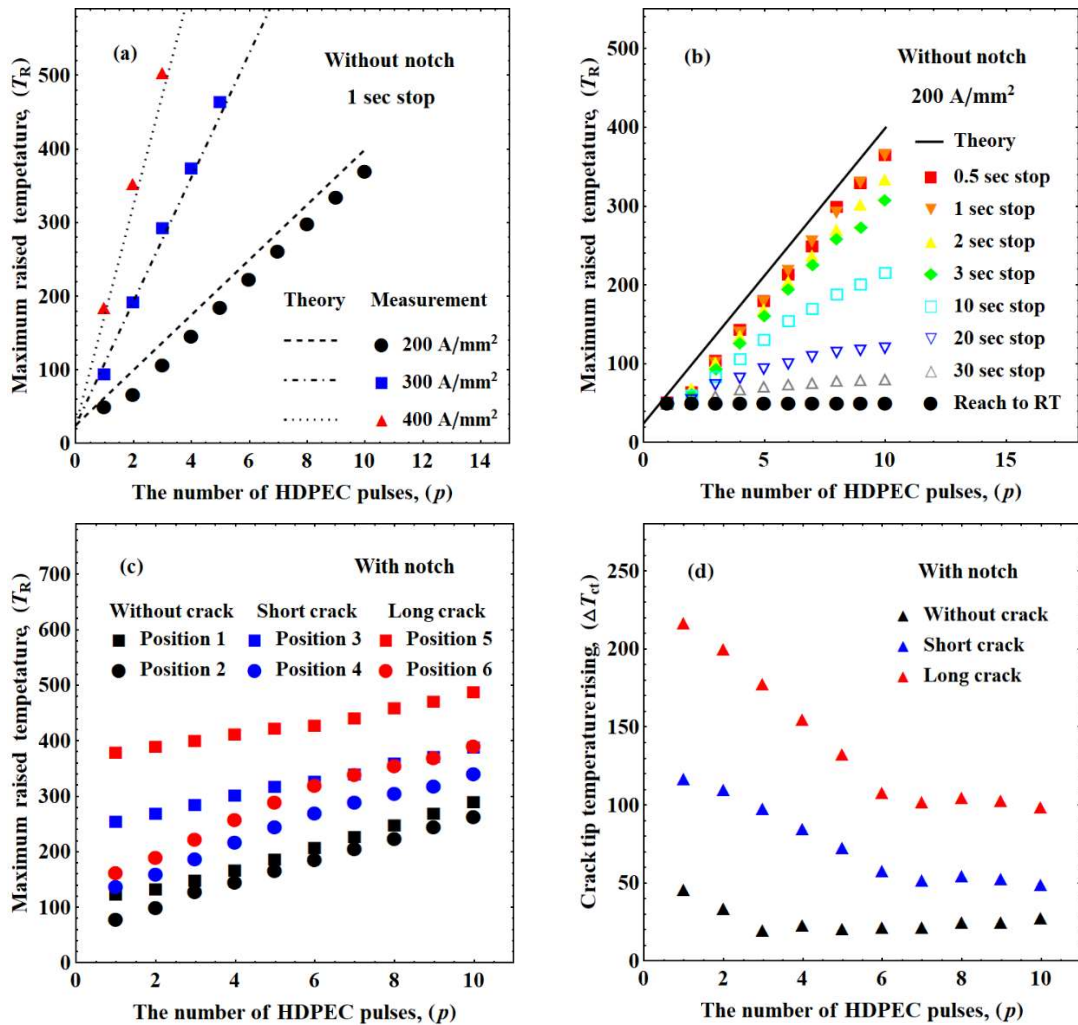 (a)
Without notch
1 sec stop
Maximum raised tempetature, (T_R)
500
400
300
200
100
0
Theory Measurement
200 A/mm²
300 A/mm²
400 A/mm²
0 2 4 6 8 10 12 14
The number of HDPEC pulses, (p)
(b)
Without notch
200 A/mm²
Maximum raised tempetature, (T_R)
500
400
300
200
100
0
Theory
0.5 sec stop
1 sec stop
2 sec stop
3 sec stop
10 sec stop
20 sec stop
30 sec stop
Reach to RT
0 5 10 15
The number of HDPEC pulses, (p)
(c)
With notch
Maximum raised tempetature, (T_R)
700
600
500
400
300
200
100
0
Without crack Short crack Long crack
Position 1 Position 3 Position 5
Position 2 Position 4 Position 6
0 2 4 6 8 10
The number of HDPEC pulses, (p)
(d)
With notch
Crack tip temperature rising, (△T_ct)
250
200
150
100
50
0
Without crack
Short crack
Long crack
0 2 4 6 8 10
The number of HDPEC pulses, (p)